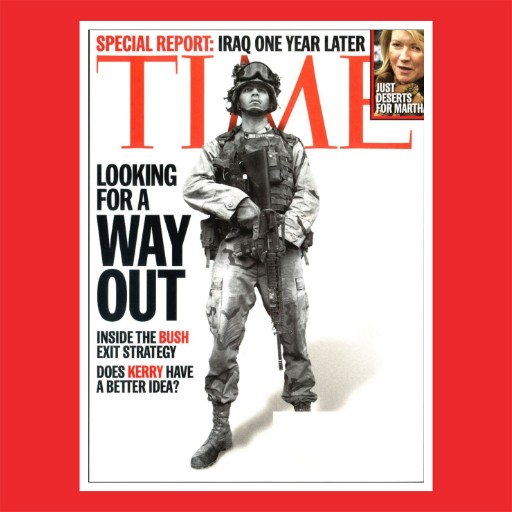 SPECIAL REPORT: IRAQ ONE YEAR LATER
TIME
JUST
DESERTS
FOR MARTH
LOOKING
FOR A
WAY
OUT
INSIDE THE BUSH
EXIT STRATEGY
DOES KERRY HAVE
A BETTER IDEA?